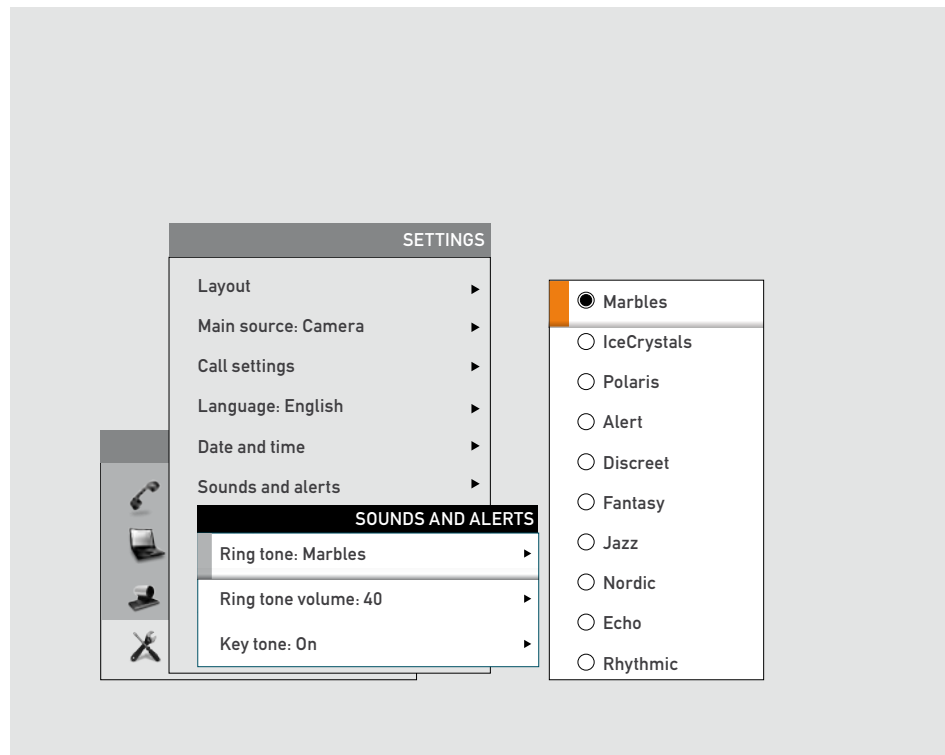 SETTINGS
Layout
Main source: Camera
Call settings
Language: English
Date and time
Sounds and alerts
SOUNDS AND ALERTS
Ring tone: Marbles
Ring tone volume: 40
Key tone: On
Marbles
IceCrystals
Polaris
Alert
Discreet
Fantasy
Jazz
Nordic
Echo
Rhythmic